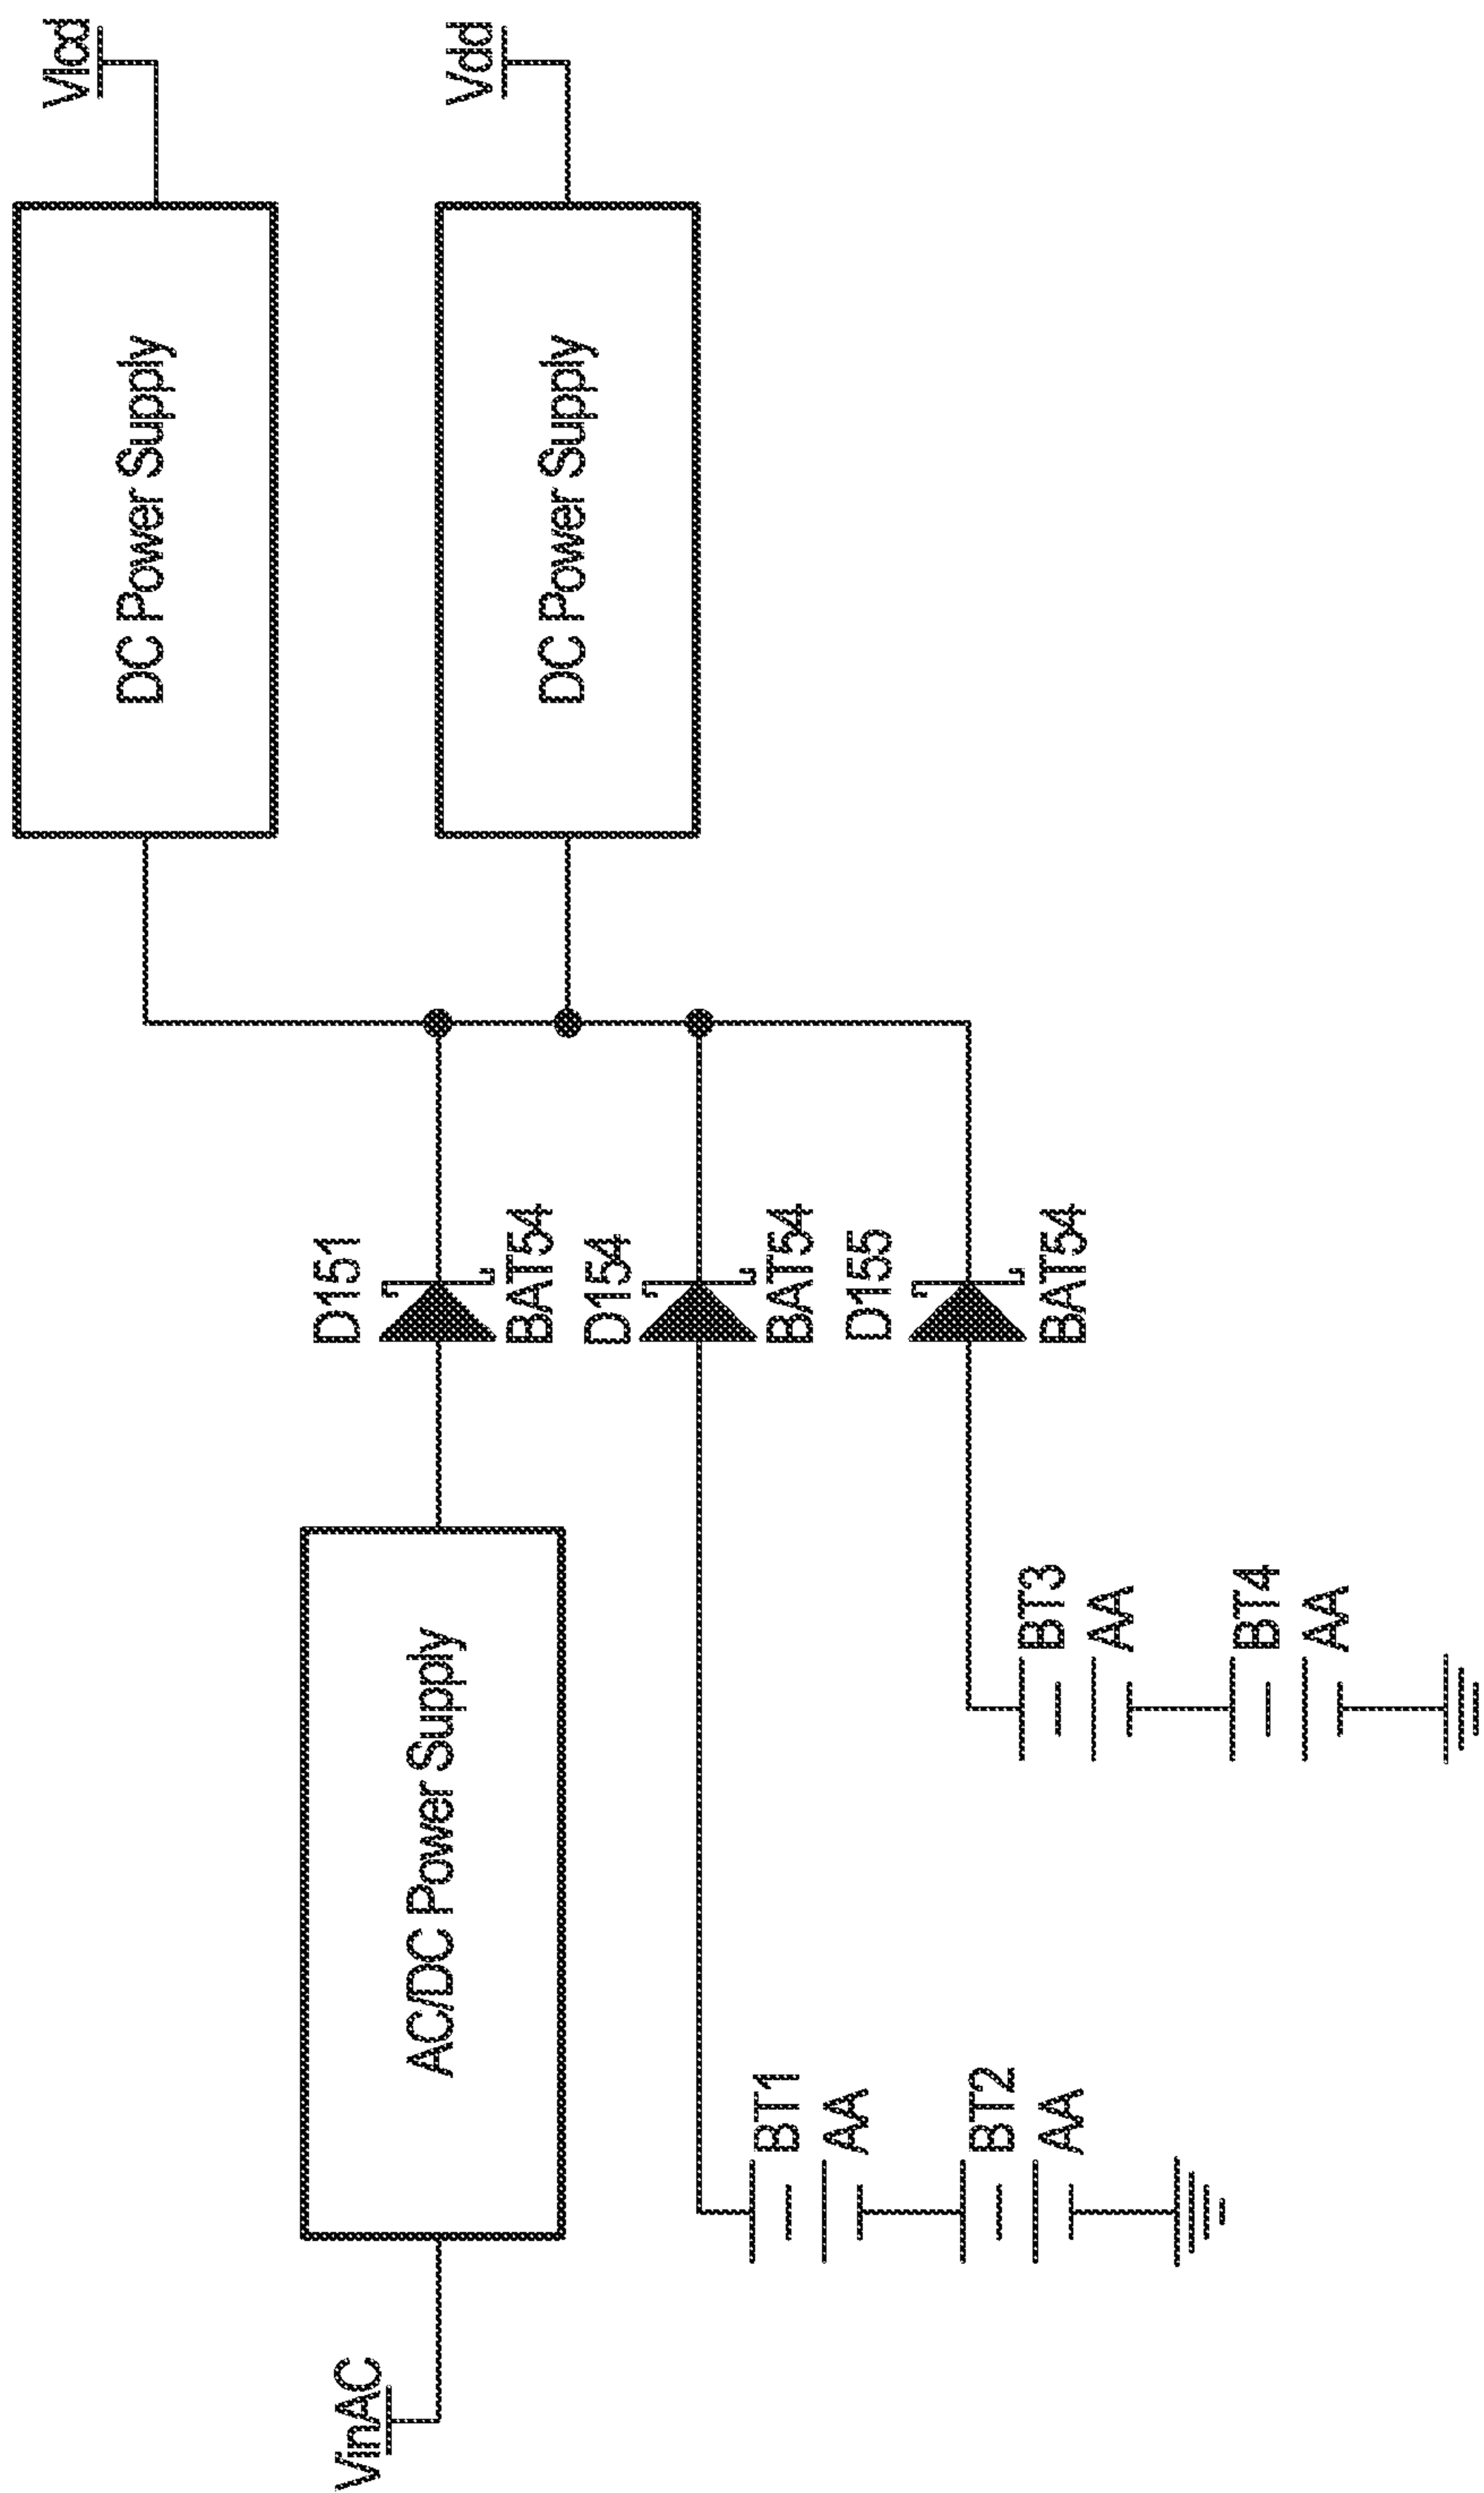 Vlcd
DC Power Supply
VinAC
AC/DC Power Supply
D151
BAT54
Vdd
DC Power Supply
D154
BAT54
BT1
AA
BT2
AA
D155
BAT54
BT3
AA
BT4
AA